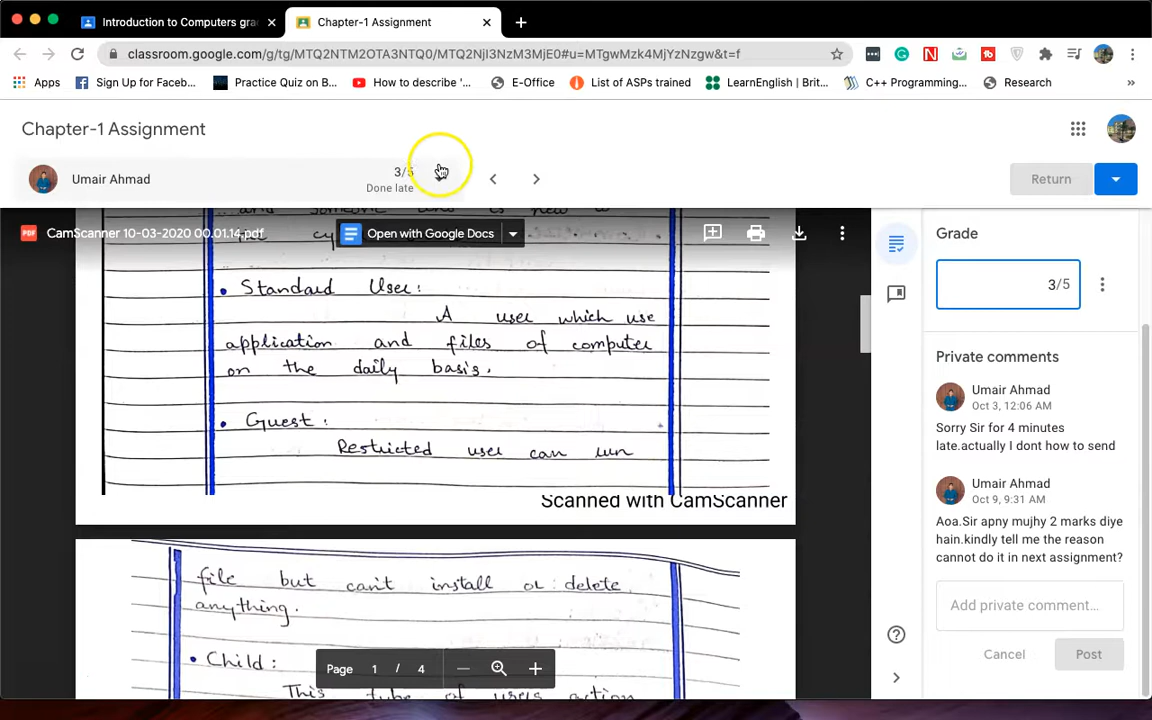 Introduction to Computers gra
Chapter-1 Assignment
classroom.google.com/g/tg/MTQ2NTM2OTA3NTQ0/MTQ2NjI3NzM3MjE0#u=MTgwMzk4MjYzNzgw&t=f
Apps
Sign Up for Faceb...
Practice Quiz on B...
How to describe '...
E-Office
List of ASPs trained
LearnEnglish | Brit...
C++ Programming...
Research
»
Chapter-1 Assignment
Umair Ahmad
3/5
Done late
Return
CamScanner 10-03-2020 00.01.14.pdf
Open with Google Docs
• Standard User:
A user which use
application and files of computer
on the daily basis.
• Guest:
Restricted user can run
Scanned with CamScanner
file but can't install or delete
anything.
• Child:
This type of users action
Page 1 / 4
Grade
3/5
Private comments
Umair Ahmad
Oct 3, 12:06 AM
Sorry Sir for 4 minutes
late.actually I dont how to send
Umair Ahmad
Oct 9, 9:31 AM
Aoa.Sir apny mujhy 2 marks diye
hain.kindly tell me the reason
cannot do it in next assignment?
Add private comment...
Cancel
Post